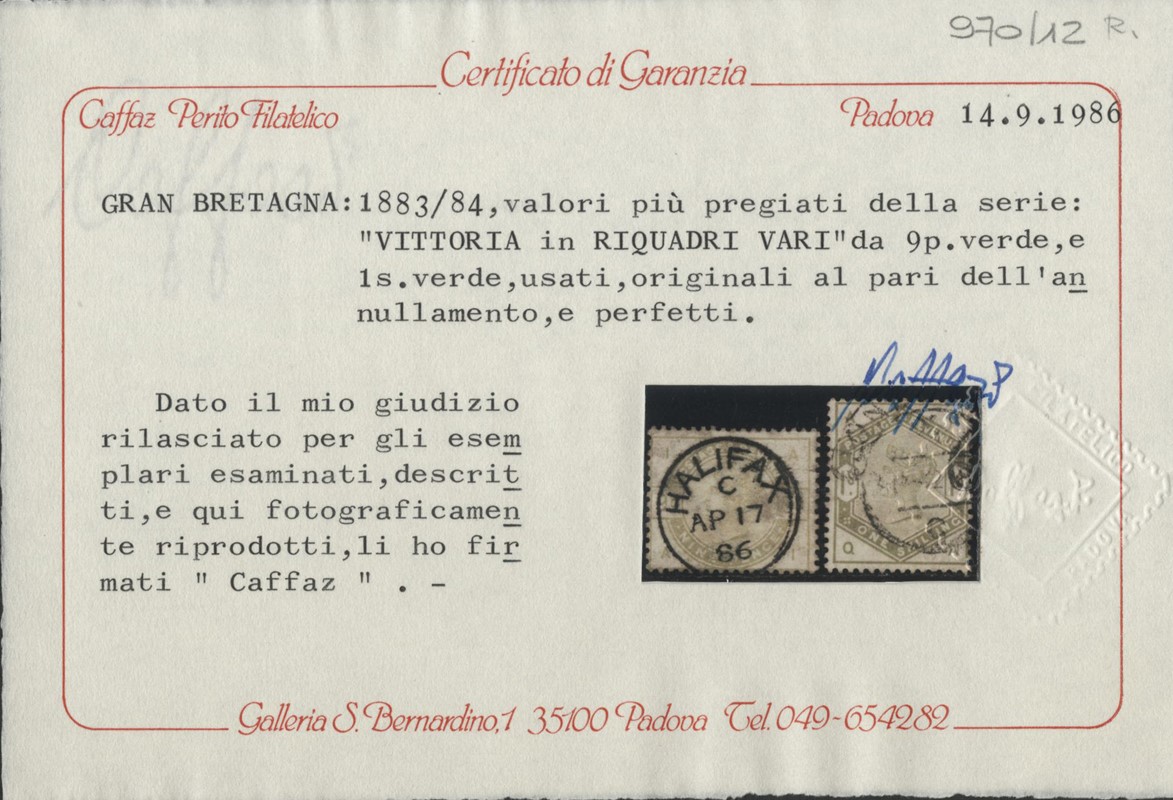 970/12 R.
Certificato di Garanzia
Caffaz Perito Filatelico
Padova 14.9.1986
GRAN BRETAGNA:1883/84,valori più pregiati della serie:
"VITTORIA in RIQUADRI VARI"da 9p.verde,e
1s.verde,usati,originali al pari dell'an
nullamento,e perfetti.
Dato il mio giudizio
rilasciato per gli esem
plari esaminati,descrit
ti,e qui fotograficamen
te riprodotti,li ho fir
mati " Caffaz " . -
HALIFAX
C
AP 17
86
Q ONE SHILLING
Galleria S. Bernardino,1 35100 Padova Tel. 049-654282